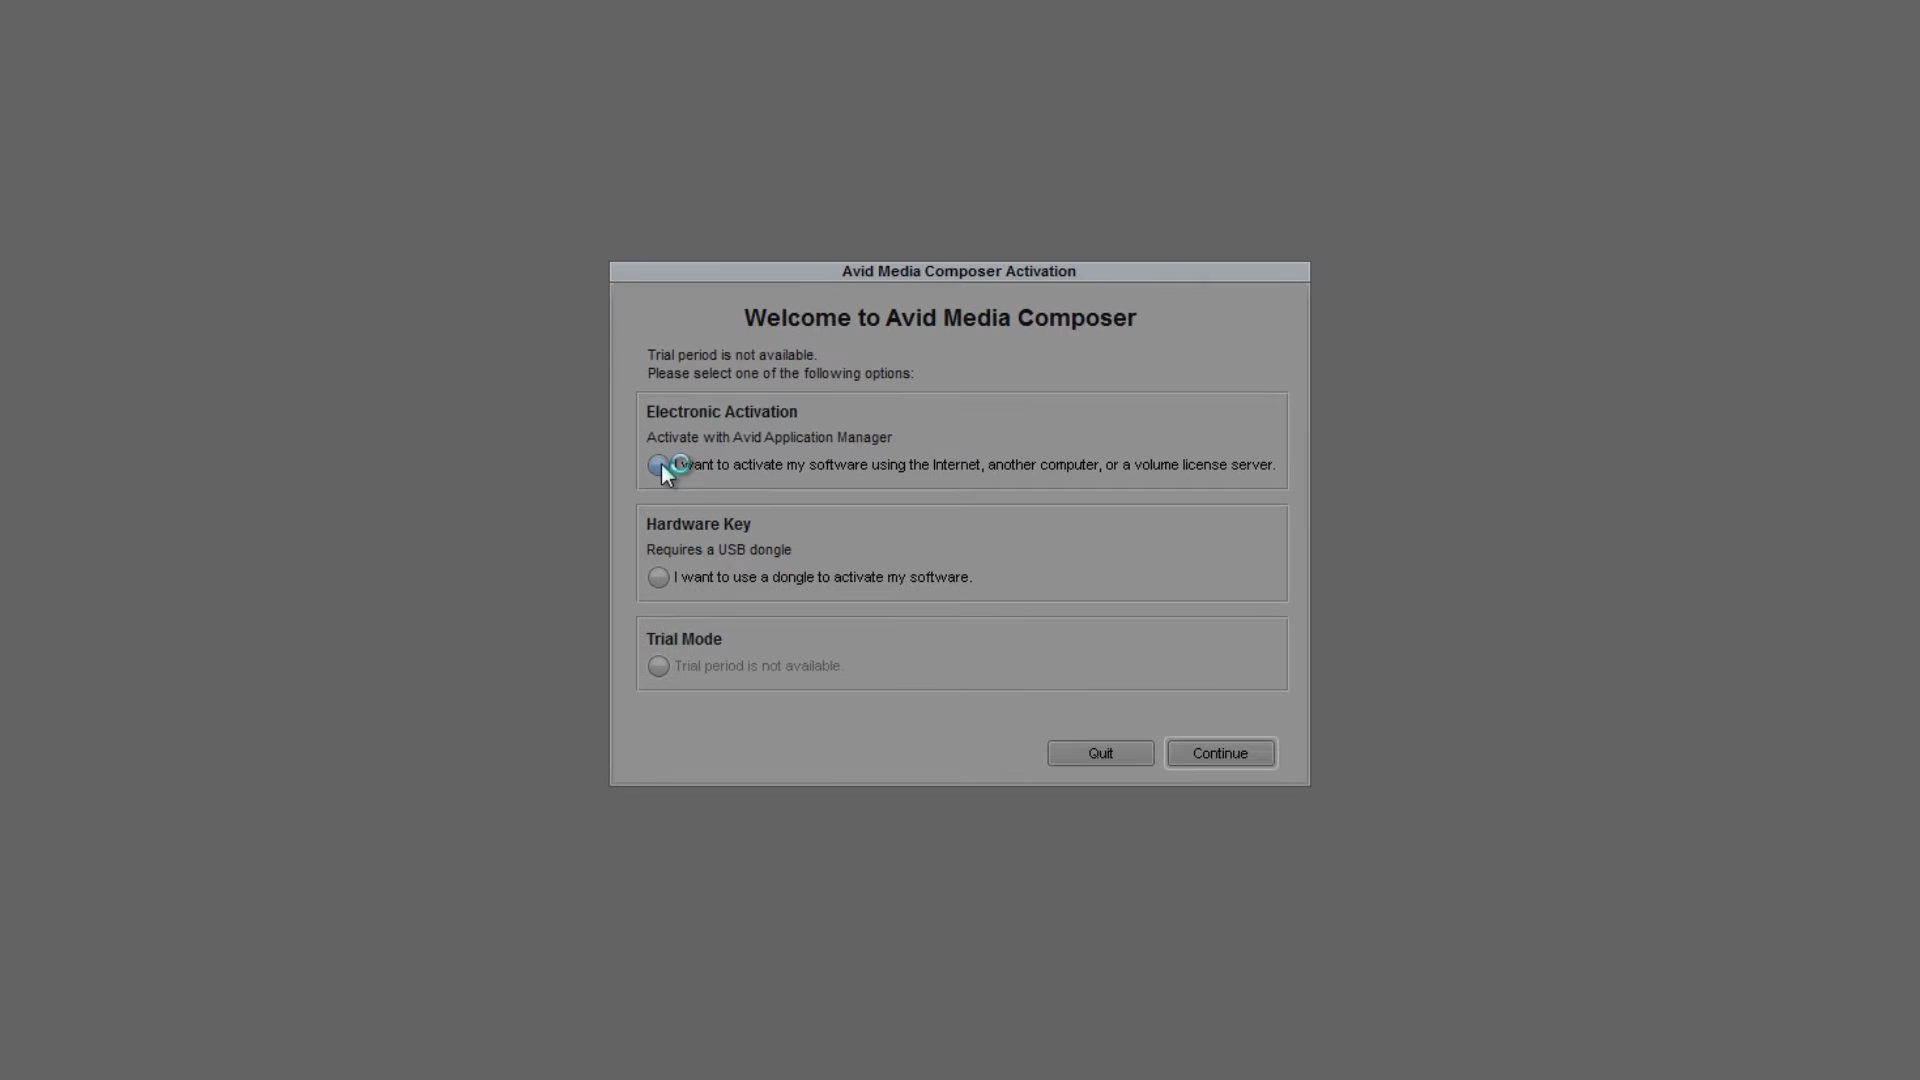 Avid Media Composer Activation
Welcome to Avid Media Composer
Trial period is not available.
Please select one of the following options:
Electronic Activation
Activate with Avid Application Manager
I want to activate my software using the Internet, another computer, or a volume license server.
Hardware Key
Requires a USB dongle
I want to use a dongle to activate my software.
Trial Mode
Trial period is not available.
Quit
Continue